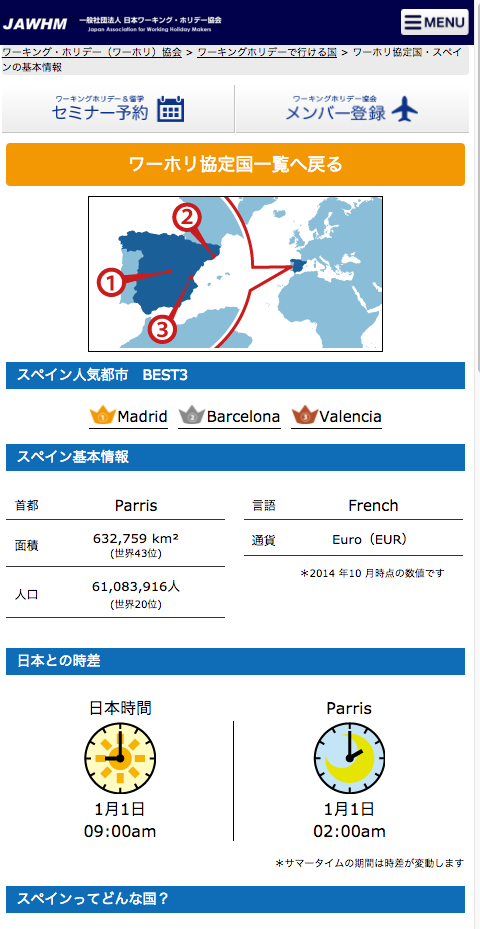 JAWHM 一般社団法人 日本ワーキング・ホリデー協会
Japan Association for Working Holiday Makers
MENU
ワーキング・ホリデー（ワーホリ）協会 > ワーキングホリデーで行ける国 > ワーホリ協定国・スペイ
ンの基本情報
ワーキングホリデー＆留学
セミナー予約
ワーキングホリデー協会
メンバー登録
ワーホリ協定国一覧へ戻る
2
1
3
スペイン人気都市　BEST3
1 Madrid 2 Barcelona 3 Valencia
スペイン基本情報
首都 Parris
面積 632,759 km²
(世界43位)
人口 61,083,916人
(世界20位)
言語 French
通貨 Euro（EUR）
＊2014 年10 月時点の数値です
日本との時差
日本時間
1月1日
09:00am
Parris
1月1日
02:00am
＊サマータイムの期間は時差が変動します
スペインってどんな国？